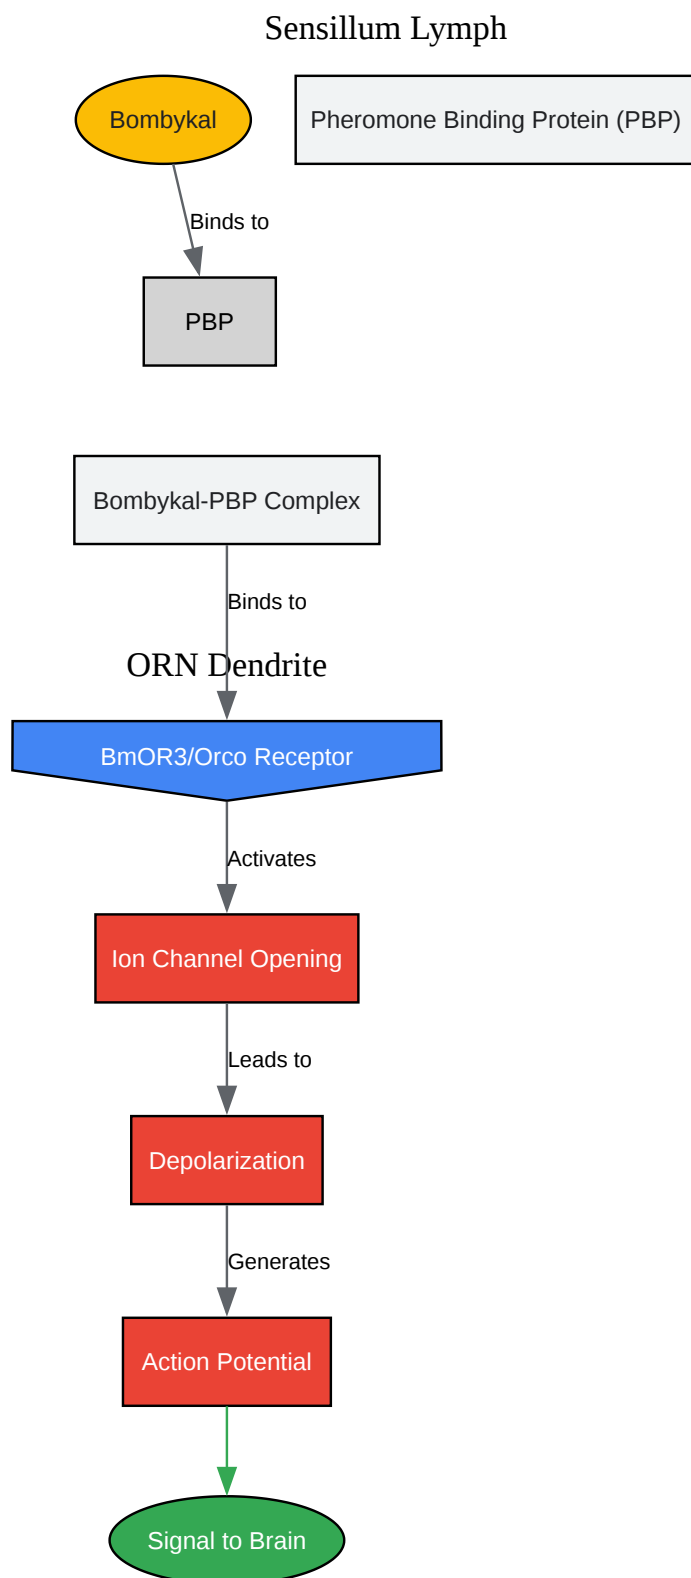 Sensillum Lymph
Bombykal
Pheromone Binding Protein (PBP)
Binds to
PBP
Bombykal-PBP Complex
Binds to
ORN Dendrite
BmOR3/Orco Receptor
Activates
Ion Channel Opening
Leads to
Depolarization
Generates
Action Potential
Signal to Brain